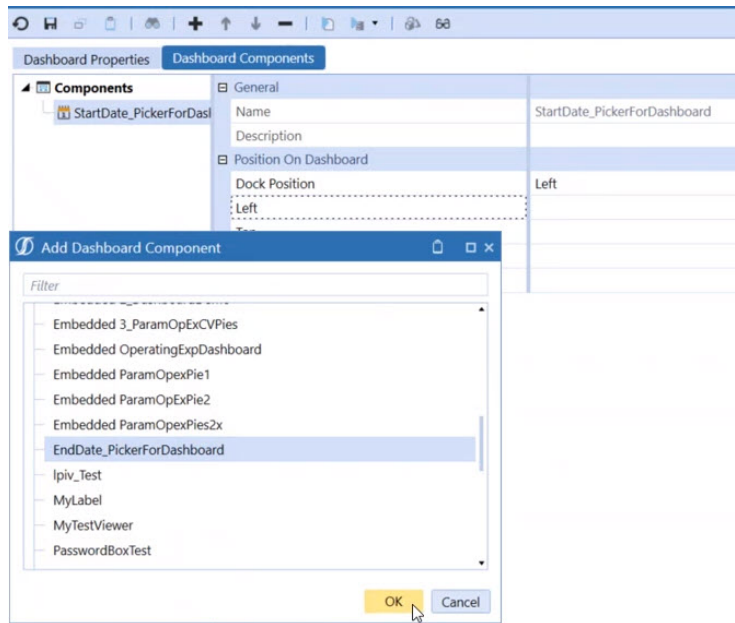 Dashboard Properties
Dashboard Components
Components
General
StartDate_PickerForDasl
Name
StartDate_PickerForDashboard
Description
Position On Dashboard
Dock Position
Left
Left
Add Dashboard Component
Filter
Embedded 3_ParamOpExCVPies
Embedded OperatingExpDashboard
Embedded ParamOpexPie1
Embedded ParamOpExPie2
Embedded ParamOpexPies2x
EndDate_PickerForDashboard
Ipiv_Test
MyLabel
MyTestViewer
PasswordBoxTest
OK
Cancel